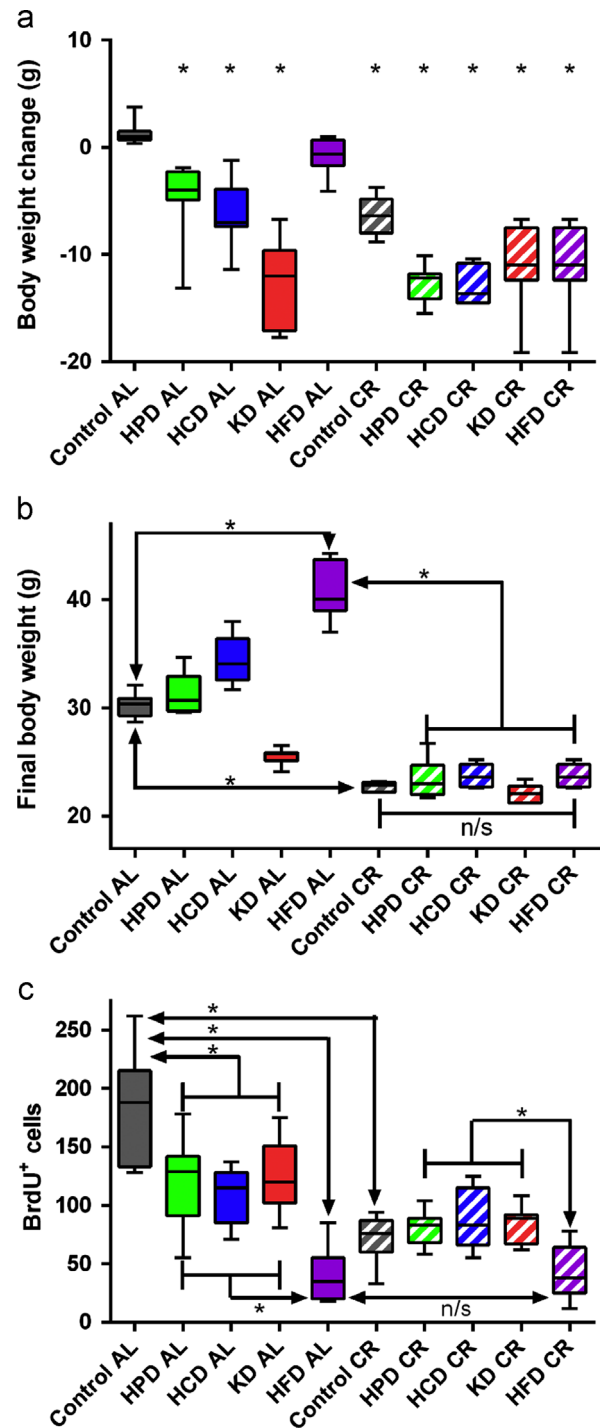 a
Body weight change (g)
10
0
-10
-20
* * * * * * * *
Control AL
HPD AL
HCD AL
KD AL
HFD AL
Control CR
HPD CR
HCD CR
KD CR
HFD CR
b
Final body weight (g)
40
30
20
*
*
*
n/s
Control AL
HPD AL
HCD AL
KD AL
HFD AL
Control CR
HPD CR
HCD CR
KD CR
HFD CR
c
BrdU⁺ cells
250
200
150
100
50
0
*
*
*
*
*
n/s
Control AL
HPD AL
HCD AL
KD AL
HFD AL
Control CR
HPD CR
HCD CR
KD CR
HFD CR